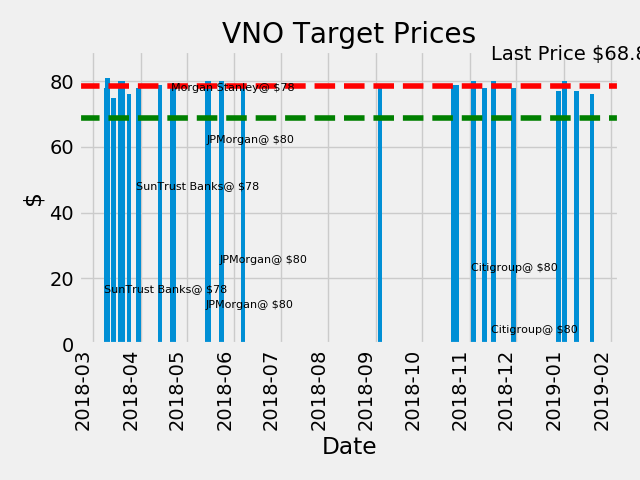 VNO Target Prices
Last Price $68.8
Morgan Stanley@ $78
JPMorgan@ $80
SunTrust Banks@ $78
JPMorgan@ $80
Citigroup@ $80
SunTrust Banks@ $78
JPMorgan@ $80
Citigroup@ $80
$
80
60
40
20
0
2018-03
2018-04
2018-05
2018-06
2018-07
2018-08
2018-09
2018-10
2018-11
2018-12
2019-01
2019-02
Date